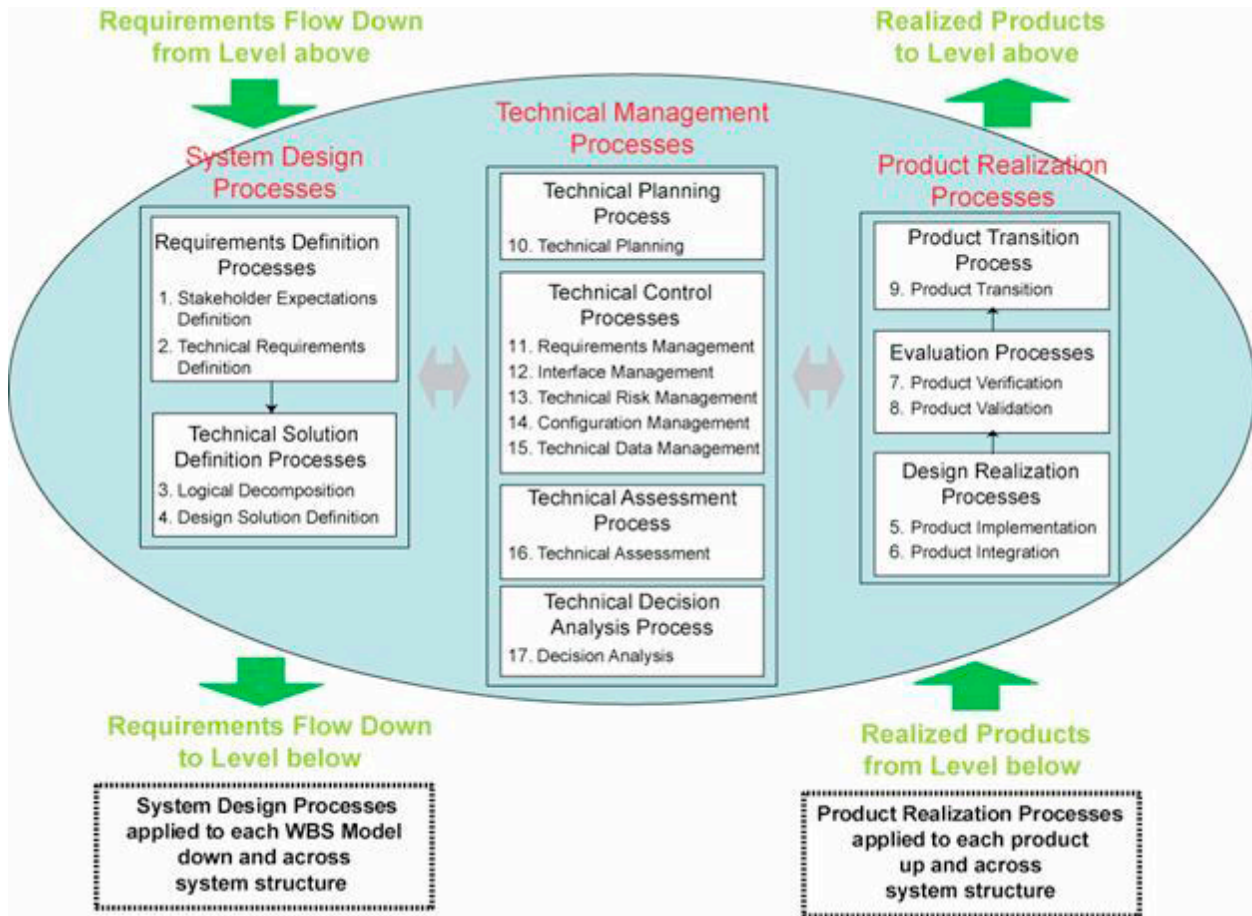 Requirements Flow Down
from Level above
Realized Products
to Level above
System Design
Processes
Requirements Definition
Processes
1. Stakeholder Expectations
Definition
2. Technical Requirements
Definition
Technical Solution
Definition Processes
3. Logical Decomposition
4. Design Solution Definition
Technical Management
Processes
Technical Planning
Process
10. Technical Planning
Technical Control
Processes
11. Requirements Management
12. Interface Management
13. Technical Risk Management
14. Configuration Management
15. Technical Data Management
Technical Assessment
Process
16. Technical Assessment
Technical Decision
Analysis Process
17. Decision Analysis
Product Realization
Processes
Product Transition
Process
9. Product Transition
Evaluation Processes
7. Product Verification
8. Product Validation
Design Realization
Processes
5. Product Implementation
6. Product Integration
Requirements Flow Down
to Level below
System Design Processes
applied to each WBS Model
down and across
system structure
Realized Products
from Level below
Product Realization Processes
applied to each product
up and across
system structure